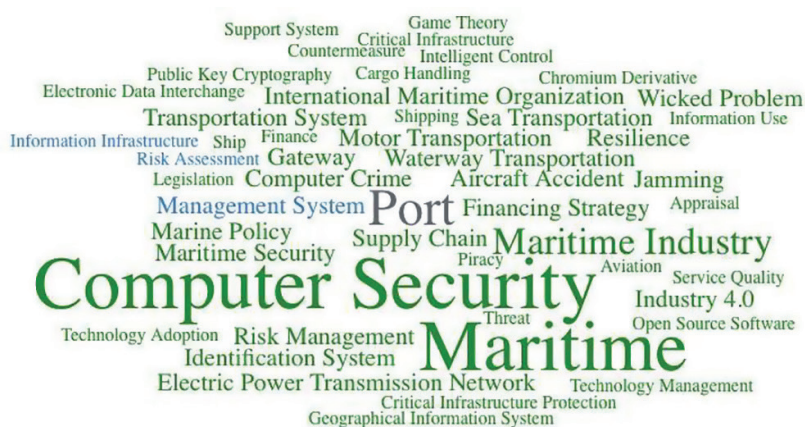 Game Theory
Support System
Critical Infrastructure
Countermeasure Intelligent Control
Public Key Cryptography Cargo Handling Chromium Derivative
Electronic Data Interchange International Maritime Organization Wicked Problem
Transportation System Shipping Sea Transportation Information Use
Information Infrastructure Ship Finance Motor Transportation Resilience
Risk Assessment Gateway Waterway Transportation
Legislation Computer Crime Aircraft Accident Jamming
Management System Port Financing Strategy Appraisal
Marine Policy Supply Chain Maritime Industry
Maritime Security Piracy Aviation
Computer Security Service Quality
Industry 4.0
Threat Open Source Software
Technology Adoption Risk Management Maritime
Identification System
Electric Power Transmission Network Technology Management
Critical Infrastructure Protection
Geographical Information System